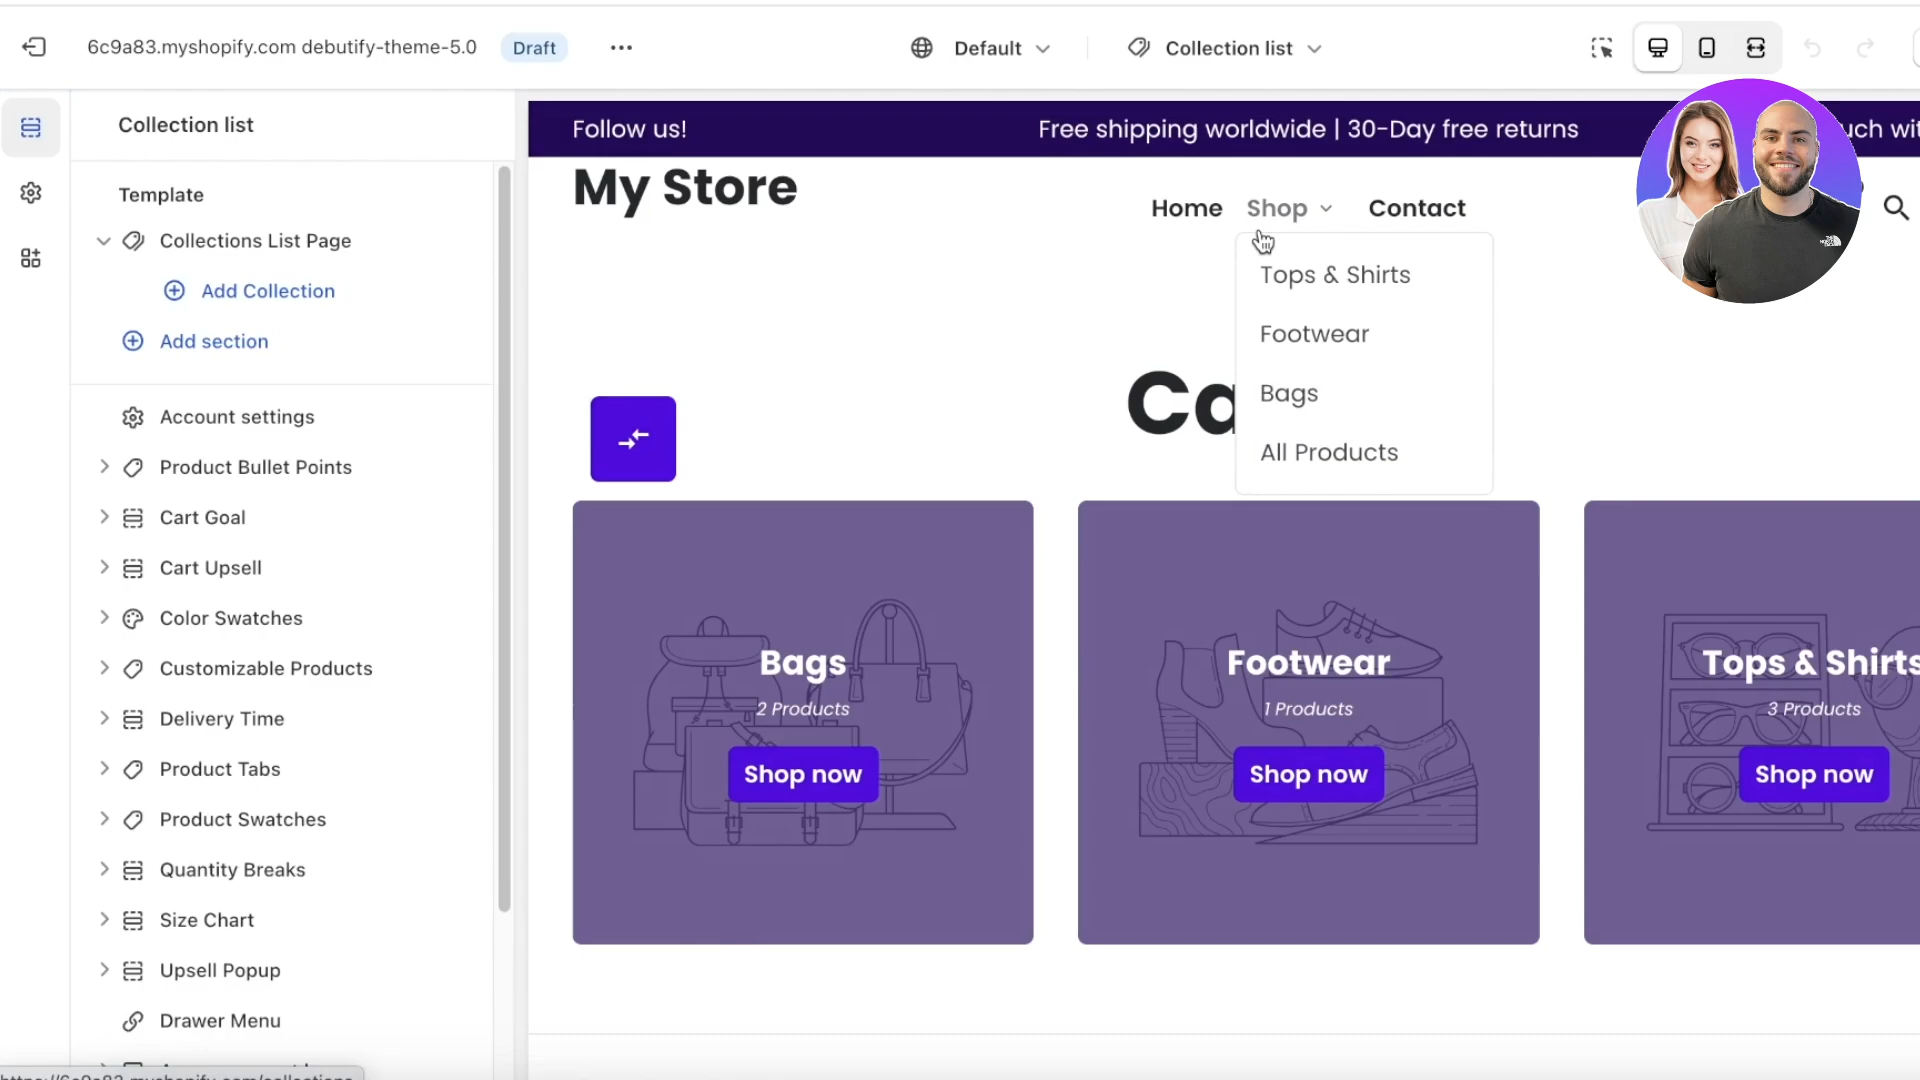 6c9a83.myshopify.com debutify-theme-5.0
Draft
Default
Collection list
Collection list
Template
Collections List Page
Add Collection
Add section
Account settings
Product Bullet Points
Cart Goal
Cart Upsell
Color Swatches
Customizable Products
Delivery Time
Product Tabs
Product Swatches
Quantity Breaks
Size Chart
Upsell Popup
Drawer Menu
Follow us!
Free shipping worldwide | 30-Day free returns
My Store
Home
Shop
Contact
Tops & Shirts
Footwear
Bags
All Products
Bags
2 Products
Shop now
Footwear
1 Products
Shop now
Tops & Shirts
3 Products
Shop now